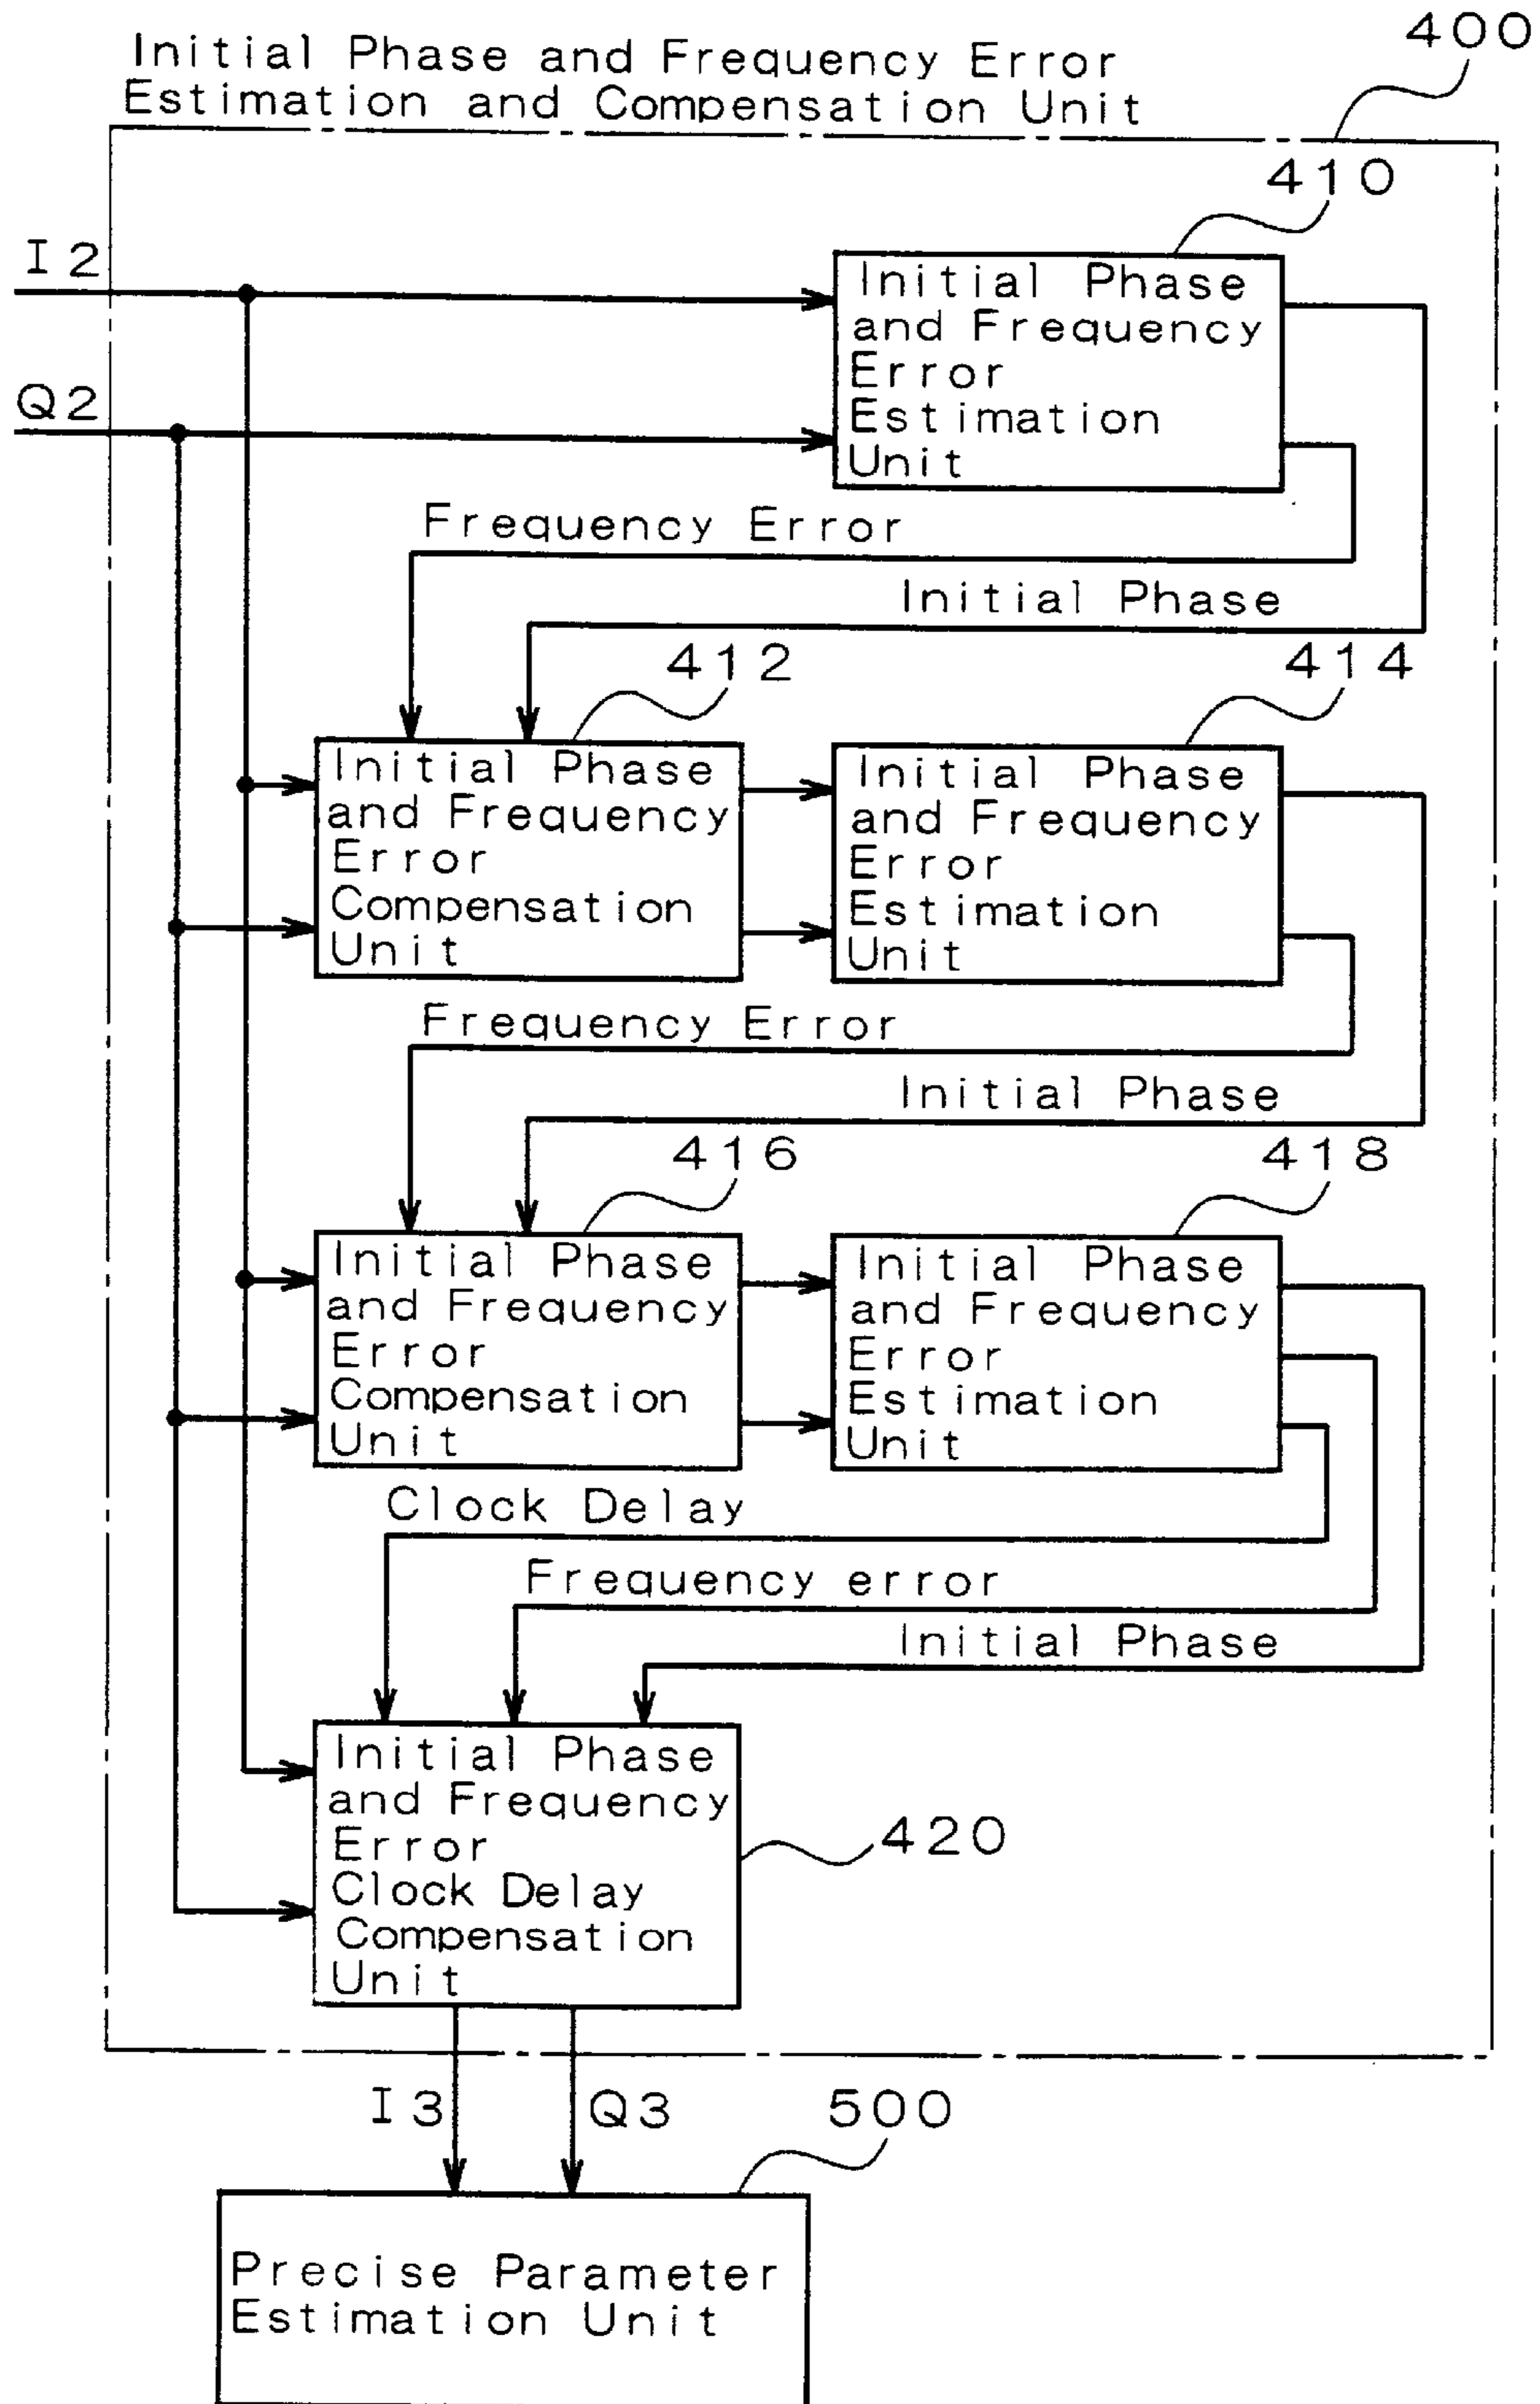 400
Initial Phase and Frequency Error
Estimation and Compensation Unit
410
I2
Initial Phase
and Frequency
Error
Estimation
Unit
Q2
Frequency Error
Initial Phase
412
414
Initial Phase
and Frequency
Error
Compensation
Unit
Initial Phase
and Frequency
Error
Estimation
Unit
Frequency Error
Initial Phase
416
418
Initial Phase
and Frequency
Error
Compensation
Unit
Initial Phase
and Frequency
Error
Estimation
Unit
Clock Delay
Frequency error
Initial Phase
Initial Phase
and Frequency
Error
Clock Delay
Compensation
Unit
420
I3
Q3
500
Precise Parameter
Estimation Unit